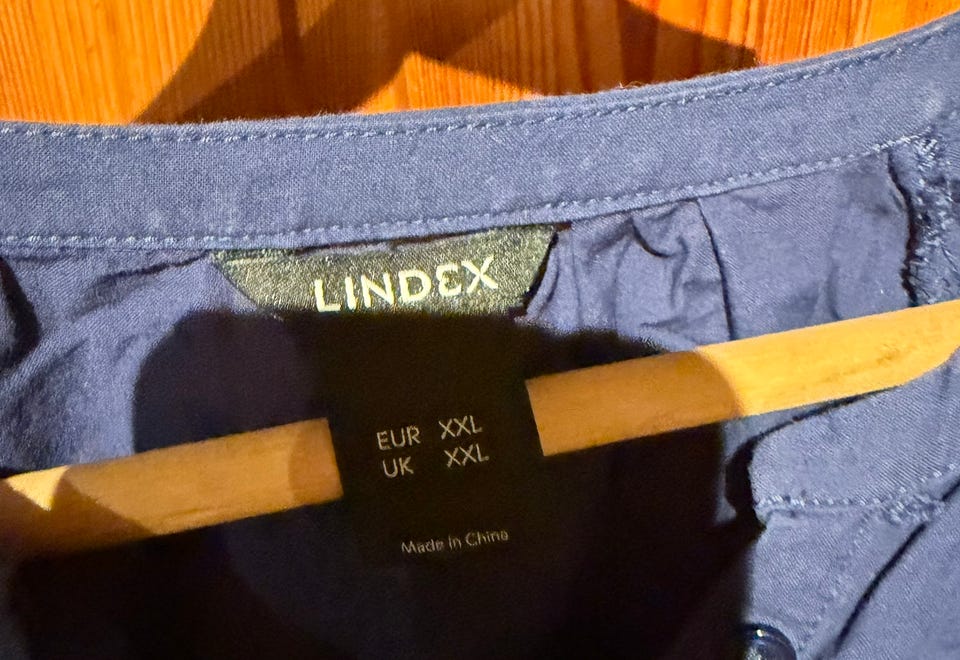 LINDEX
EUR XXL
UK XXL
Made in China